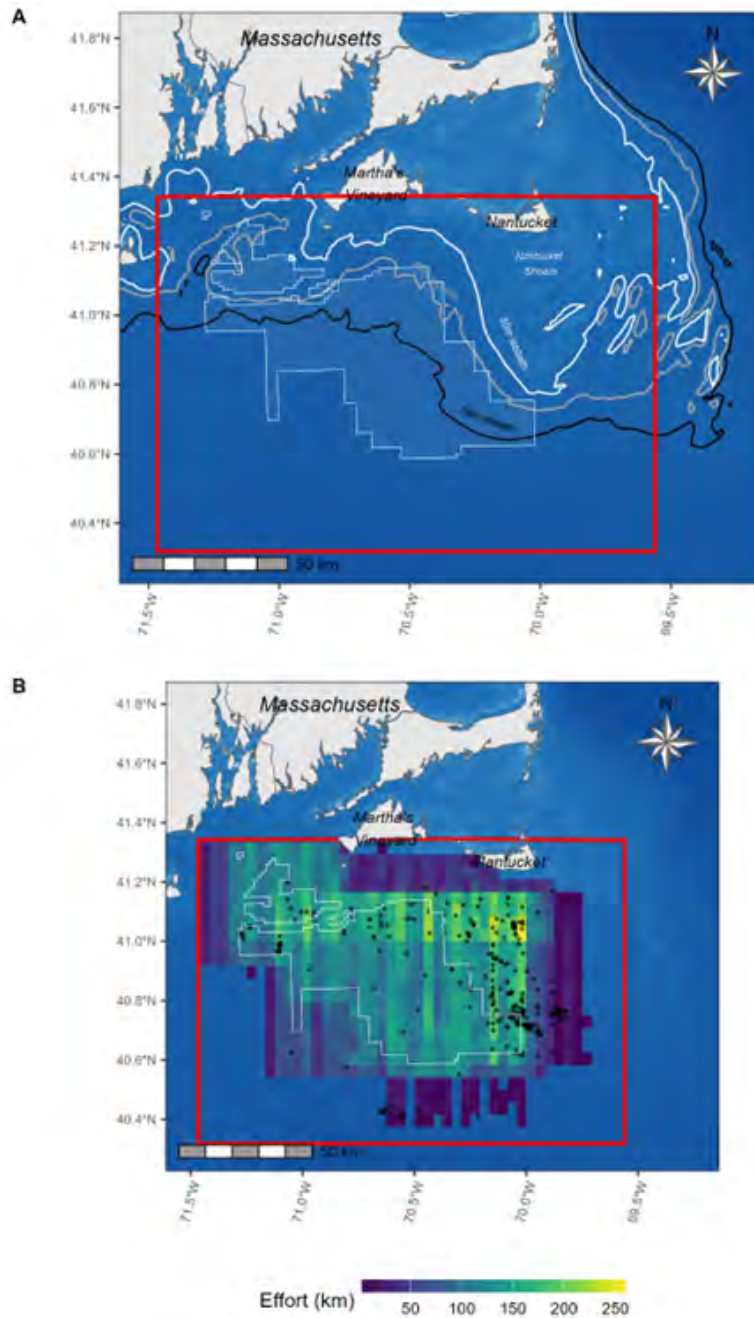 A
Massachusetts
N
41.8°N
41.6°N
41.4°N
Martha's
Vineyard
41.2°N
Nantucket
Nantucket
Shoals
41.0°N
40.8°N
40.6°N
40.4°N
50 km
71.5°W
71.0°W
70.5°W
70.0°W
69.5°W
B
Massachusetts
N
41.8°N
41.6°N
41.4°N
Martha's
Vineyard
Nantucket
41.2°N
41.0°N
40.8°N
40.6°N
40.4°N
50 km
71.5°W
71.0°W
70.5°W
70.0°W
69.5°W
Effort (km)
50 100 150 200 250